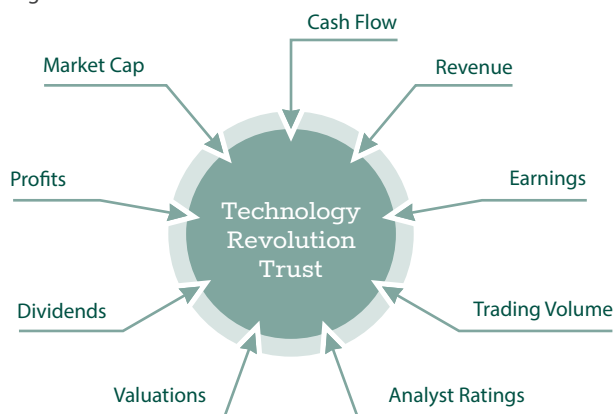 Cash Flow
Market Cap
Revenue
Profits
Earnings
Technology
Revolution
Trust
Dividends
Trading Volume
Valuations
Analyst Ratings